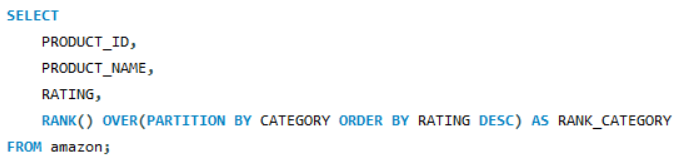 SELECT
PRODUCT_ID,
PRODUCT_NAME,
RATING,
RANK() OVER(PARTITION BY CATEGORY ORDER BY RATING DESC) AS RANK_CATEGORY
FROM amazon;